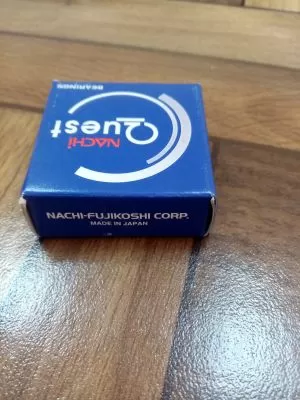 BEARINGS
NACHi
Quest
NACHI-FUJIKOSHI CORP.
MADE IN JAPAN